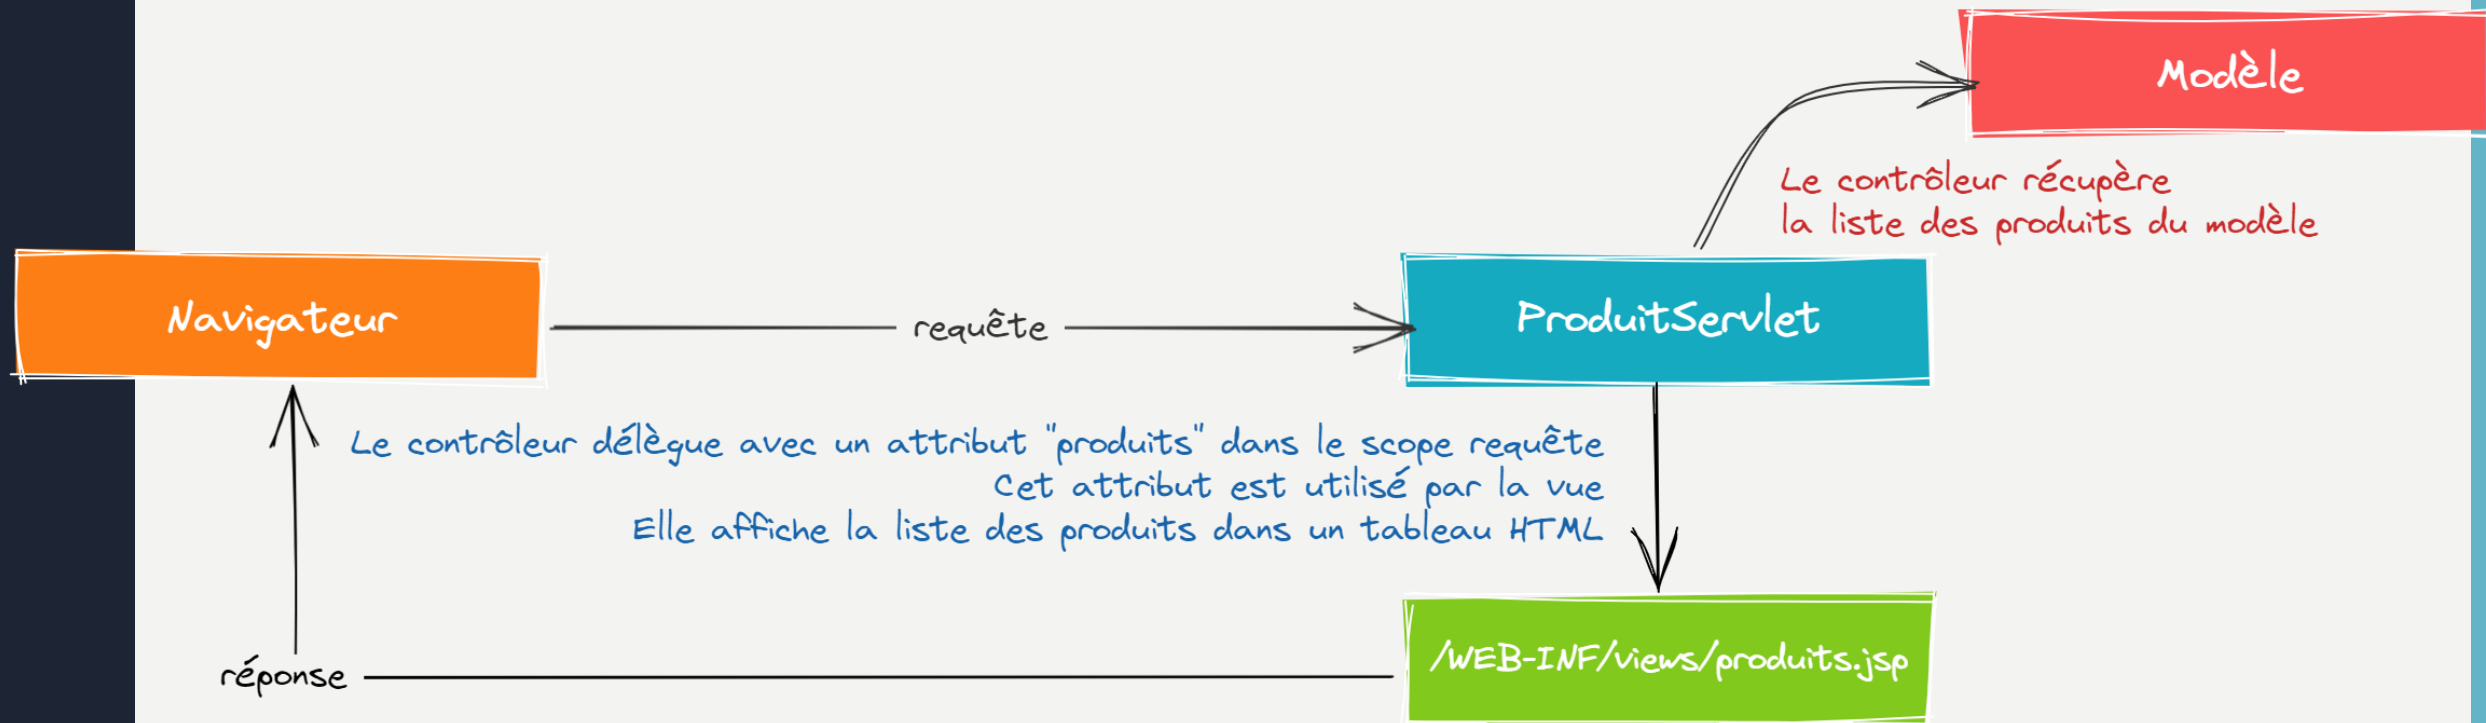 Modèle
Le contrôleur récupère
la liste des produits du modèle
Navigateur
requête
ProduitServlet
Le contrôleur délègue avec un attribut "produits" dans le scope requête
Cet attribut est utilisé par la vue
Elle affiche la liste des produits dans un tableau HTML
/WEB-INF/views/produits.jsp
réponse